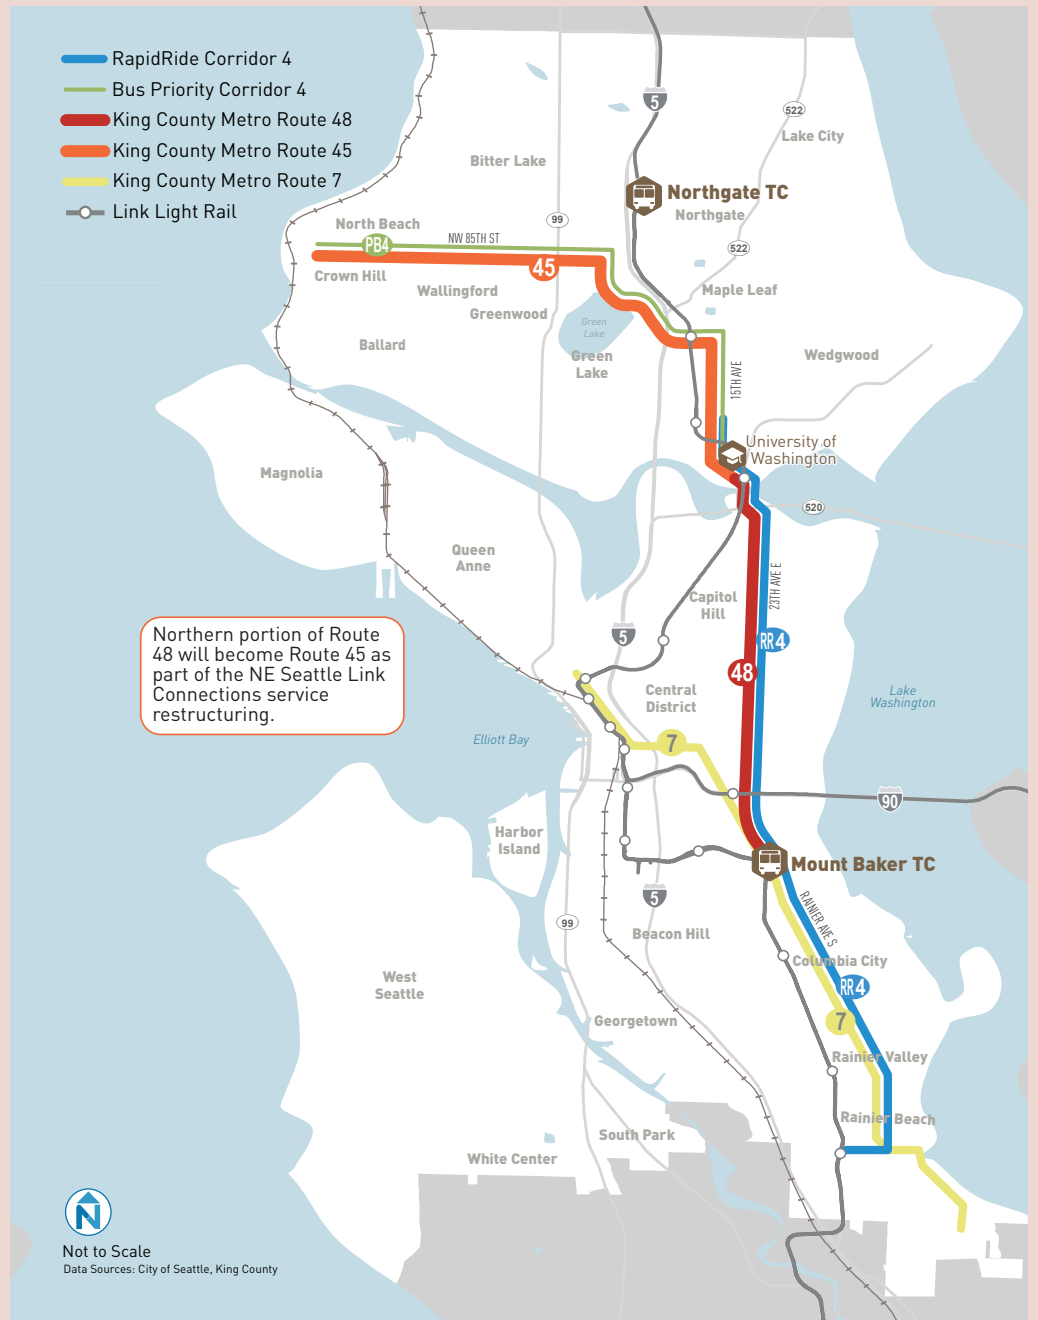 RapidRide Corridor 4
Bus Priority Corridor 4
King County Metro Route 48
King County Metro Route 45
King County Metro Route 7
Link Light Rail
5
522
Lake City
Bitter Lake
Northgate TC
Northgate
99
North Beach
PB4
NW 85TH ST
522
45
Crown Hill
Wallingford
Maple Leaf
Greenwood
Green
Lake
Ballard
Green
Lake
Wedgwood
15TH AVE
University of
Washington
Magnolia
520
Queen
Anne
23TH AVE E
Capitol
Hill
5
RR 4
Northern portion of Route
48 will become Route 45 as
part of the NE Seattle Link
Connections service
restructuring.
48
Central
District
Lake
Washington
Elliott Bay
7
90
Harbor
Island
Mount Baker TC
5
RAINIER AVE S
99
Beacon Hill
Columbia City
West
Seattle
RR 4
7
Georgetown
Rainier Valley
Rainier Beach
South Park
White Center
N
Not to Scale
Data Sources: City of Seattle, King County